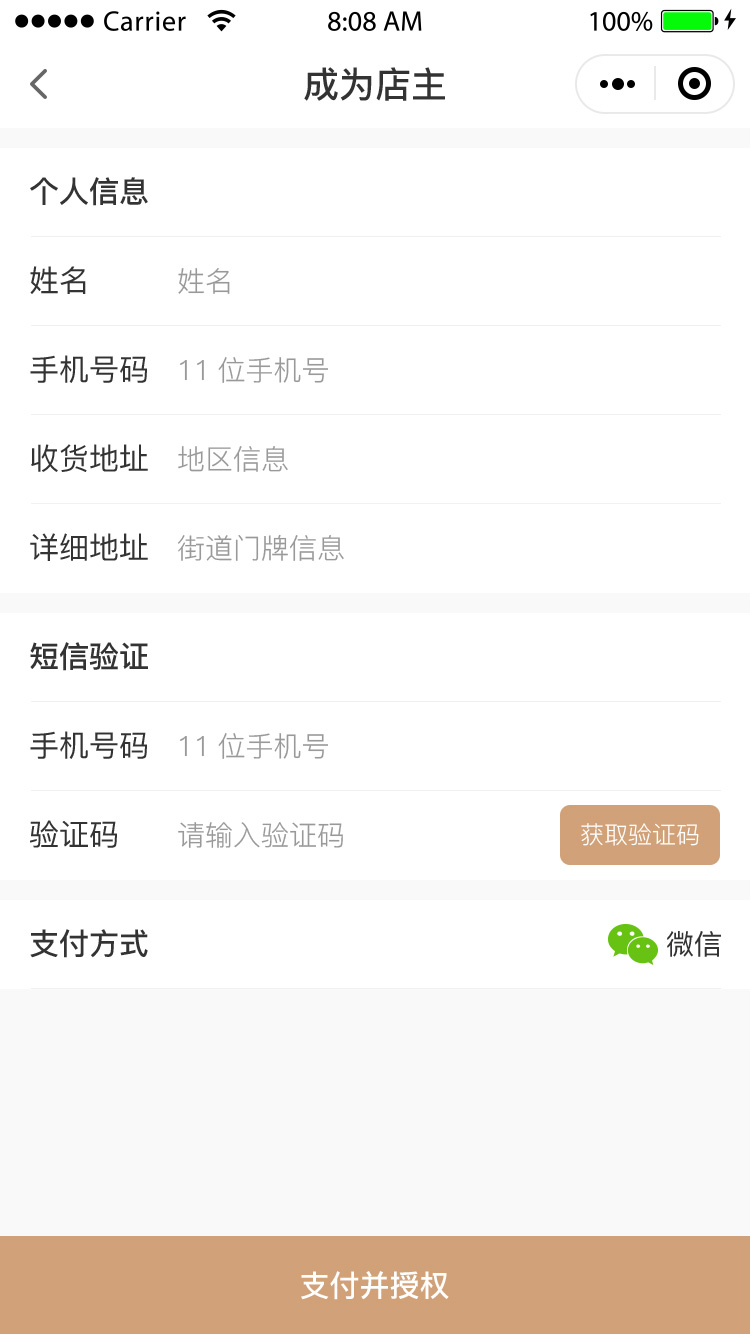 ●●●●● Carrier 8:08 AM 100%
成为店主
个人信息
姓名 姓名
手机号码 11 位手机号
收货地址 地区信息
详细地址 街道门牌信息
短信验证
手机号码 11 位手机号
验证码 请输入验证码 获取验证码
支付方式 微信
支付并授权